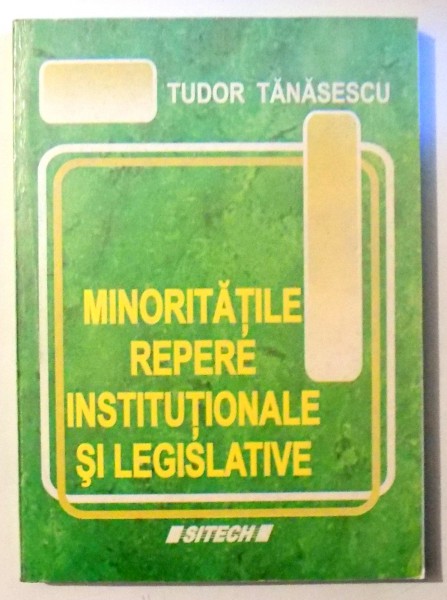 TUDOR TĂNĂSESCU
MINORITĂȚILE
REPERE
INSTITUȚIONALE
ȘI LEGISLATIVE
SITECH